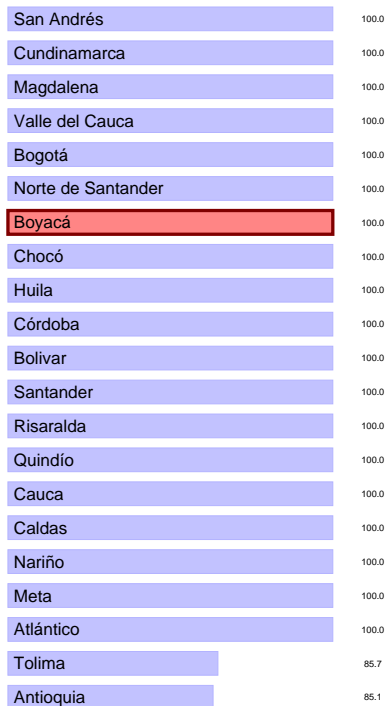 San Andrés 100.0
Cundinamarca 100.0
Magdalena 100.0
Valle del Cauca 100.0
Bogotá 100.0
Norte de Santander 100.0
Boyacá 100.0
Chocó 100.0
Huila 100.0
Córdoba 100.0
Bolivar 100.0
Santander 100.0
Risaralda 100.0
Quindío 100.0
Cauca 100.0
Caldas 100.0
Nariño 100.0
Meta 100.0
Atlántico 100.0
Tolima 85.7
Antioquia 85.1